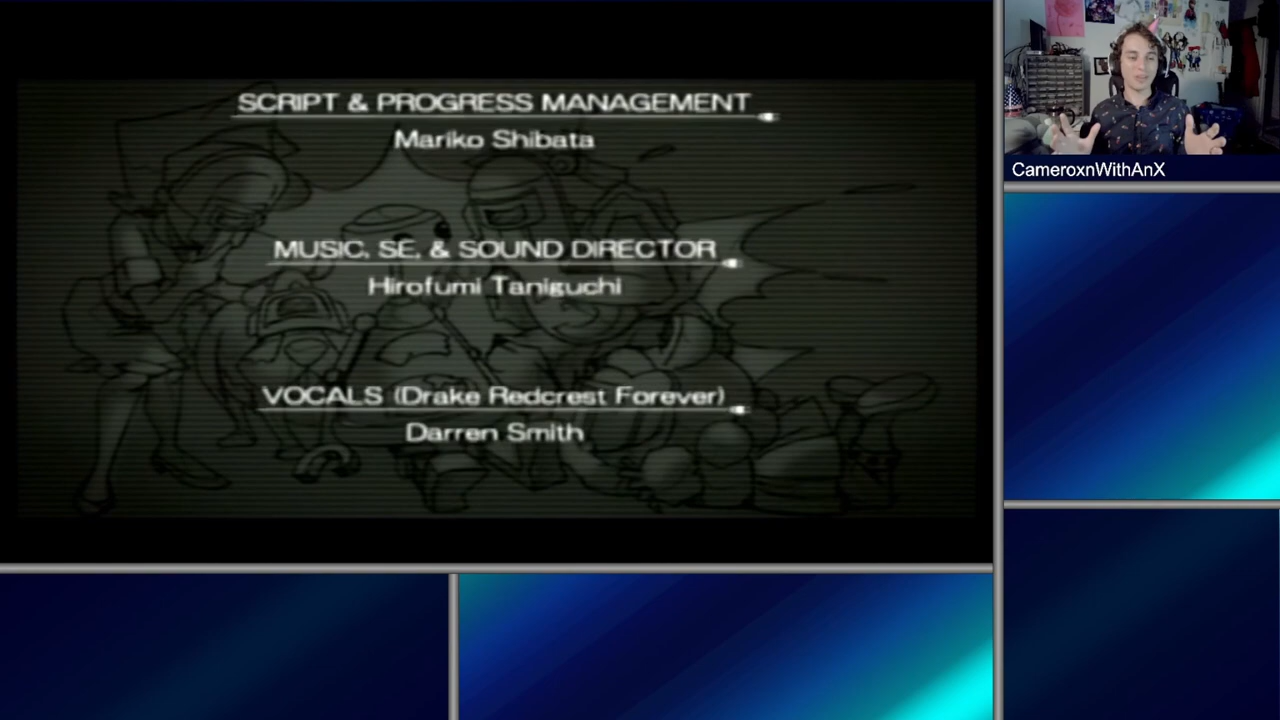 SCRIPT & PROGRESS MANAGEMENT
Mariko Shibata
MUSIC, SE, & SOUND DIRECTOR
Hirofumi Taniguchi
VOCALS (Drake Redcrest Forever)
Darren Smith
CameroxnWithAnX